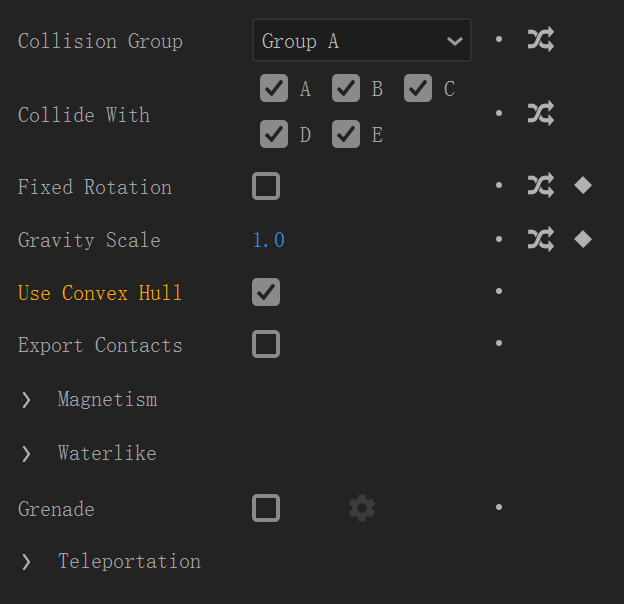 Collision Group Group A
Collide With A B C
D E
Fixed Rotation
Gravity Scale 1.0
Use Convex Hull
Export Contacts
Magnetism
Waterlike
Grenade
Teleportation